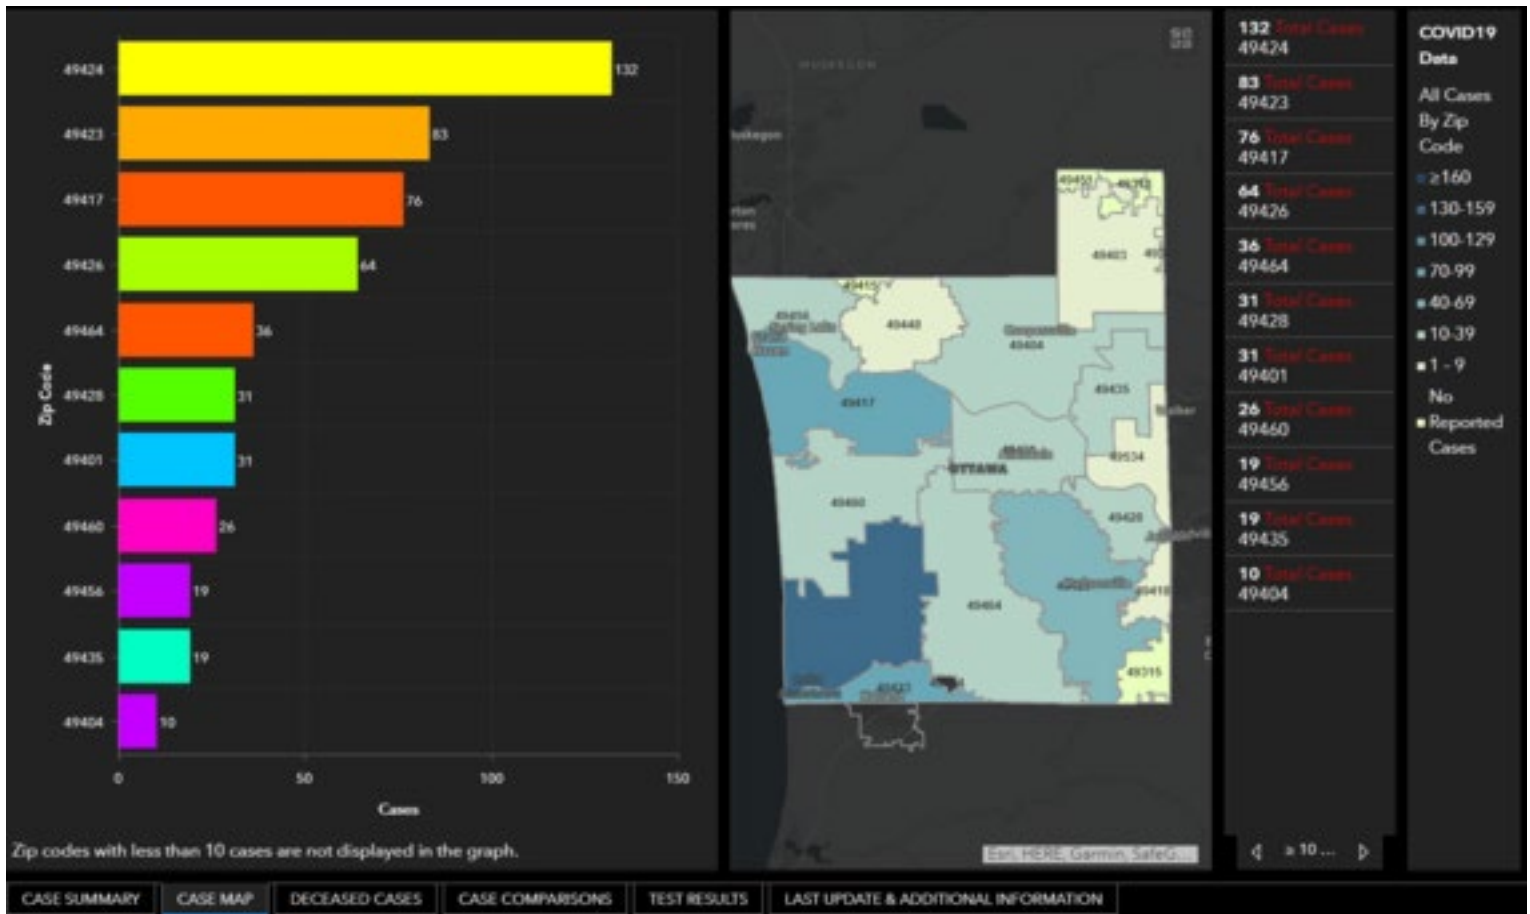 49424
132
49423
83
49417
76
49426
64
49464
36
49428
31
49401
31
49460
26
49456
19
49435
19
49404
10
Zip Code
0
50
100
150
Cases
Zip codes with less than 10 cases are not displayed in the graph.
MUSKEGON
49403
49415
49448
49404
49417
49435
OTTAWA
49534
49460
49428
49464
49315
Esri, HERE, Garmin, SafeG...
132 Total Cases
49424
83 Total Cases
49423
76 Total Cases
49417
64 Total Cases
49426
36 Total Cases
49464
31 Total Cases
49428
31 Total Cases
49401
26 Total Cases
49460
19 Total Cases
49456
19 Total Cases
49435
10 Total Cases
49404
≥ 10 ...
COVID19
Data
All Cases
By Zip
Code
≥160
130-159
100-129
70-99
40-69
10-39
1 - 9
No
Reported
Cases
CASE SUMMARY
CASE MAP
DECEASED CASES
CASE COMPARISONS
TEST RESULTS
LAST UPDATE & ADDITIONAL INFORMATION